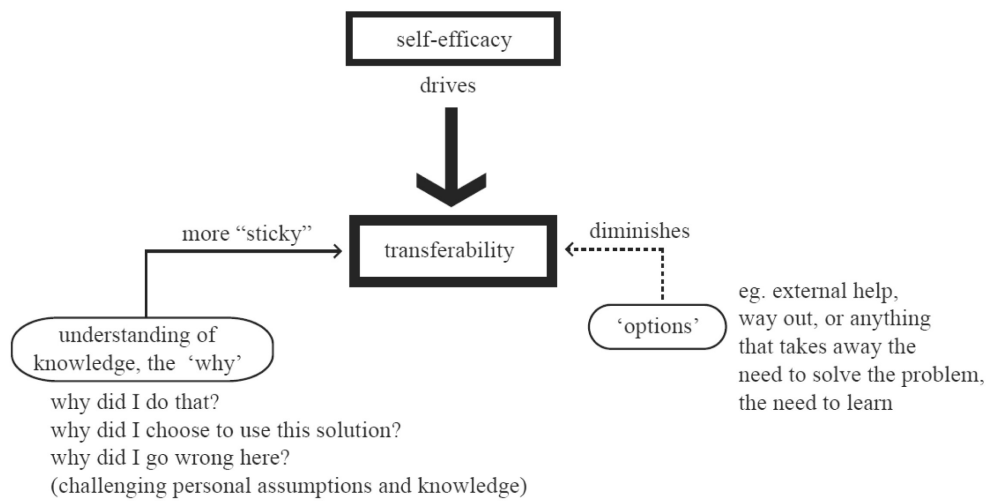 self-efficacy
drives
more “sticky”
transferability
diminishes
understanding of
knowledge, the ‘why’
why did I do that?
why did I choose to use this solution?
why did I go wrong here?
(challenging personal assumptions and knowledge)
‘options’
eg. external help,
way out, or anything
that takes away the
need to solve the problem,
the need to learn